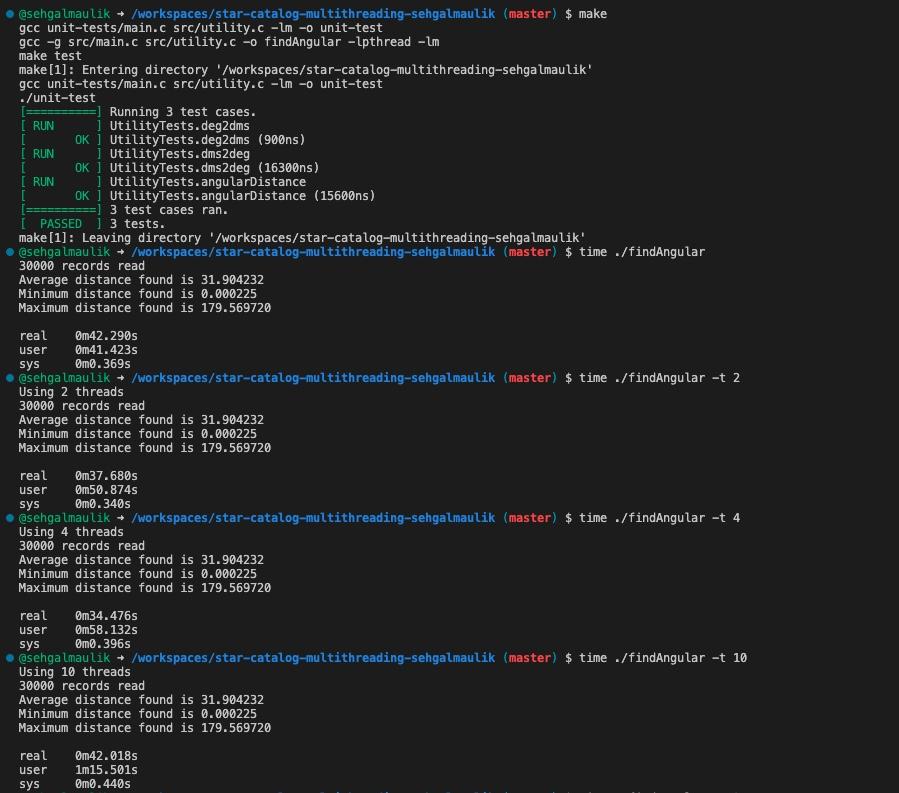 @sehgalmaulik → /workspaces/star-catalog-multithreading-sehgalmaulik (master) $ make
gcc unit-tests/main.c src/utility.c -lm -o unit-test
gcc -g src/main.c src/utility.c -o findAngular -lpthread -lm
make test
make[1]: Entering directory '/workspaces/star-catalog-multithreading-sehgalmaulik'
gcc unit-tests/main.c src/utility.c -lm -o unit-test
./unit-test
[==========] Running 3 test cases.
[ RUN      ] UtilityTests.deg2dms
[       OK ] UtilityTests.deg2dms (900ns)
[ RUN      ] UtilityTests.dms2deg
[       OK ] UtilityTests.dms2deg (16300ns)
[ RUN      ] UtilityTests.angularDistance
[       OK ] UtilityTests.angularDistance (15600ns)
[==========] 3 test cases ran.
[  PASSED  ] 3 tests.
make[1]: Leaving directory '/workspaces/star-catalog-multithreading-sehgalmaulik'
@sehgalmaulik → /workspaces/star-catalog-multithreading-sehgalmaulik (master) $ time ./findAngular
30000 records read
Average distance found is 31.904232
Minimum distance found is 0.000225
Maximum distance found is 179.569720
real    0m42.290s
user    0m41.423s
sys     0m0.369s
@sehgalmaulik → /workspaces/star-catalog-multithreading-sehgalmaulik (master) $ time ./findAngular -t 2
Using 2 threads
30000 records read
Average distance found is 31.904232
Minimum distance found is 0.000225
Maximum distance found is 179.569720
real    0m37.680s
user    0m50.874s
sys     0m0.340s
@sehgalmaulik → /workspaces/star-catalog-multithreading-sehgalmaulik (master) $ time ./findAngular -t 4
Using 4 threads
30000 records read
Average distance found is 31.904232
Minimum distance found is 0.000225
Maximum distance found is 179.569720
real    0m34.476s
user    0m58.132s
sys     0m0.396s
@sehgalmaulik → /workspaces/star-catalog-multithreading-sehgalmaulik (master) $ time ./findAngular -t 10
Using 10 threads
30000 records read
Average distance found is 31.904232
Minimum distance found is 0.000225
Maximum distance found is 179.569720
real    0m42.018s
user    1m15.501s
sys     0m0.440s